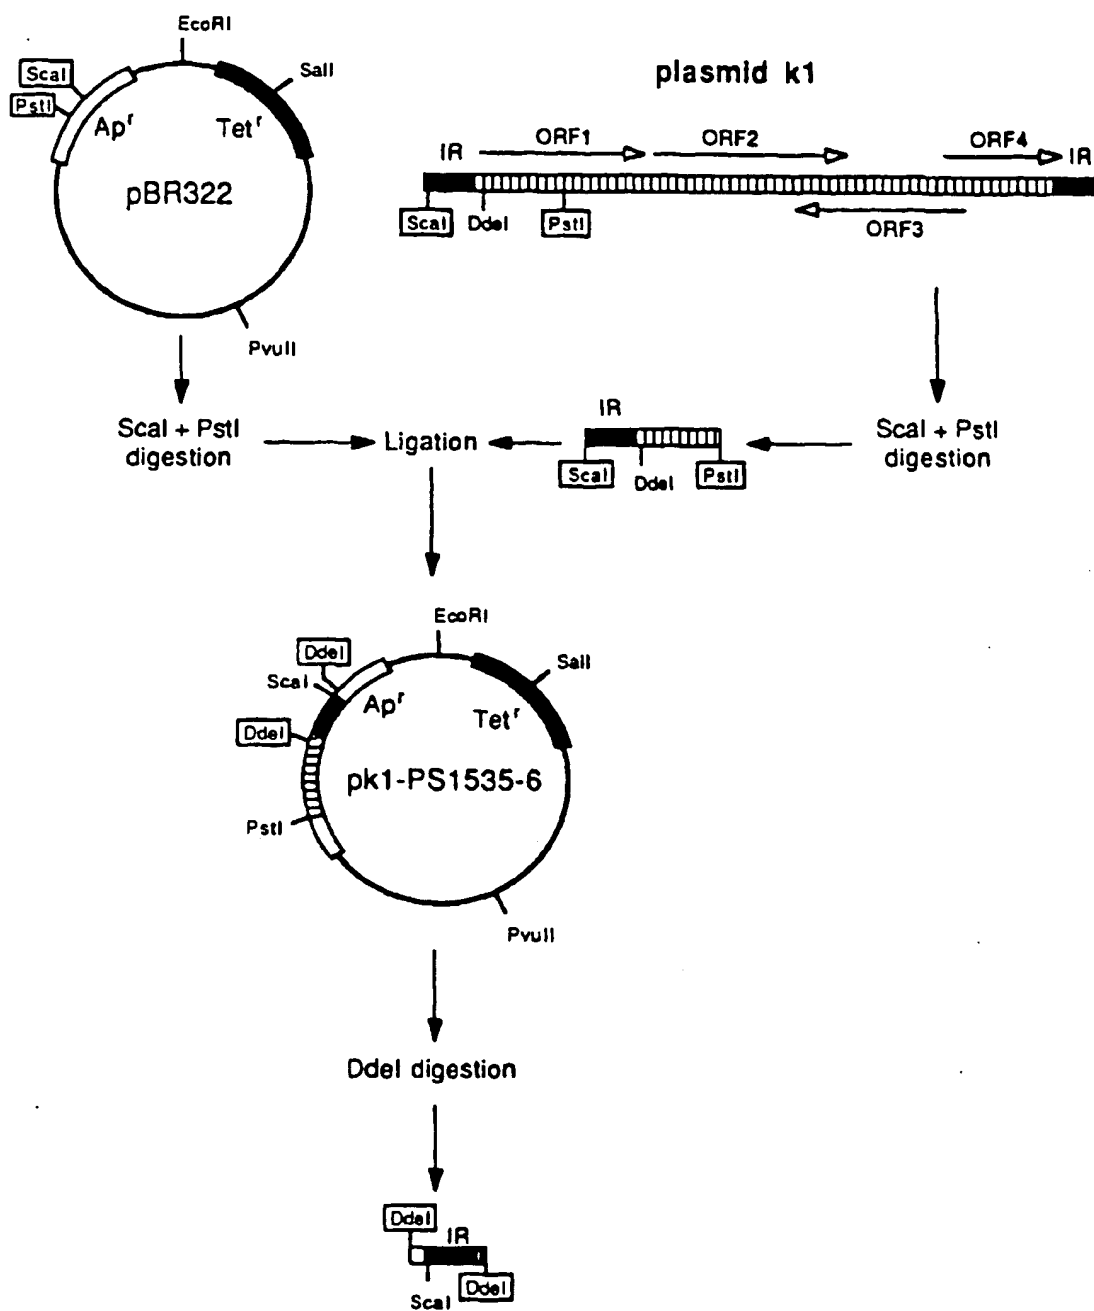 EcoRI
ScaI
PstI
SalI
Apr
Tetr
pBR322
PvuII
plasmid k1
IR
ORF1
ORF2
ORF4
IR
ScaI
DdeI
PstI
ORF3
ScaI + PstI
digestion
Ligation
IR
ScaI
DdeI
PstI
ScaI + PstI
digestion
EcoRI
DdeI
ScaI
SalI
Apr
Tetr
DdeI
pk1-PS1535-6
PstI
PvuII
DdeI digestion
DdeI
IR
ScaI
DdeI